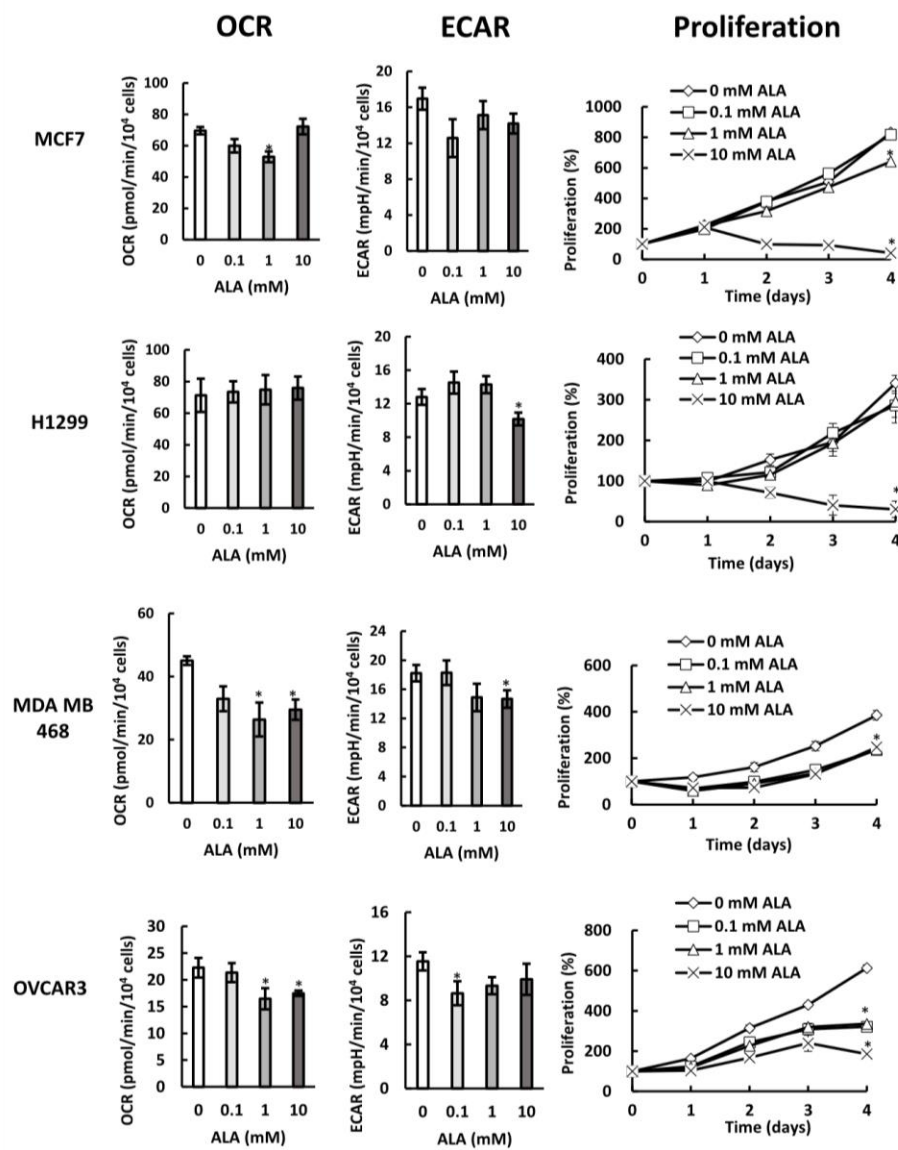 OCR ECAR Proliferation
MCF7
OCR (pmol/min/10⁴ cells)
100
80
60
40
20
0
*
0 0.1 1 10
ALA (mM)
ECAR (mpH/min/10⁴ cells)
20
16
12
8
4
0
0 0.1 1 10
ALA (mM)
0 mM ALA
0.1 mM ALA
1 mM ALA
10 mM ALA
Proliferation (%)
1000
800
600
400
200
0
*
*
0 1 2 3 4
Time (days)
H1299
OCR (pmol/min/10⁴ cells)
100
80
60
40
20
0
0 0.1 1 10
ALA (mM)
ECAR (mpH/min/10⁴ cells)
20
16
12
8
4
0
*
0 0.1 1 10
ALA (mM)
0 mM ALA
0.1 mM ALA
1 mM ALA
10 mM ALA
Proliferation (%)
400
300
200
100
0
*
0 1 2 3 4
Time (days)
MDA MB
468
OCR (pmol/min/10⁴ cells)
60
40
20
0
* *
0 0.1 1 10
ALA (mM)
ECAR (mpH/min/10⁴ cells)
24
20
16
12
8
4
0
*
0 0.1 1 10
ALA (mM)
0 mM ALA
0.1 mM ALA
1 mM ALA
10 mM ALA
Proliferation (%)
600
400
200
0
*
0 1 2 3 4
Time (days)
OVCAR3
OCR (pmol/min/10⁴ cells)
30
25
20
15
10
5
0
* *
0 0.1 1 10
ALA (mM)
ECAR (mpH/min/10⁴ cells)
16
12
8
4
0
*
0 0.1 1 10
ALA (mM)
0 mM ALA
0.1 mM ALA
1 mM ALA
10 mM ALA
Proliferation (%)
800
600
400
200
0
*
*
0 1 2 3 4
Time (days)